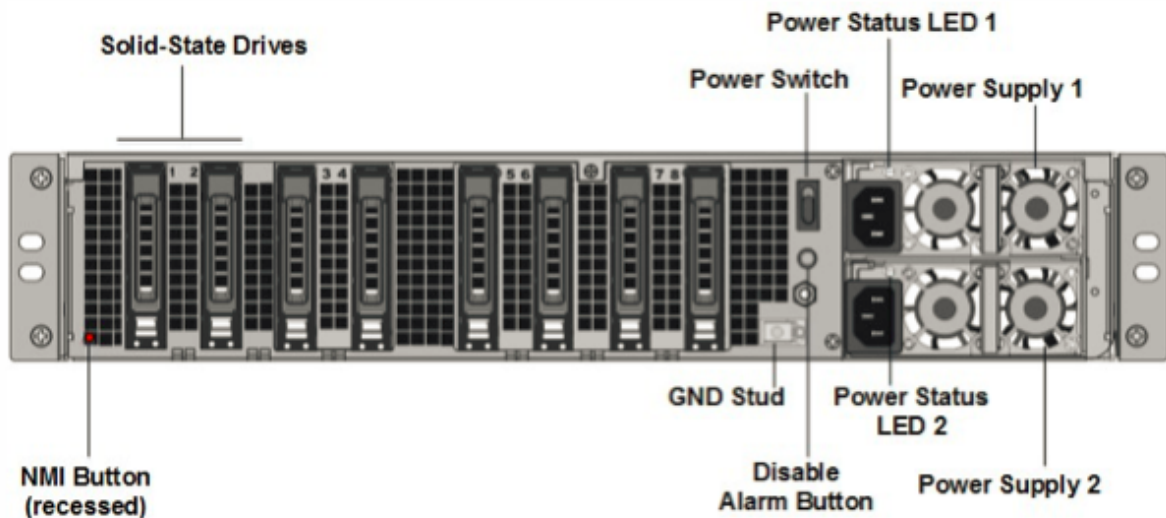 Power Status LED 1
Solid-State Drives
Power Switch
Power Supply 1
1 2
3 4
5 6
7 8
GND Stud
Power Status
LED 2
NMI Button
(recessed)
Disable
Alarm Button
Power Supply 2